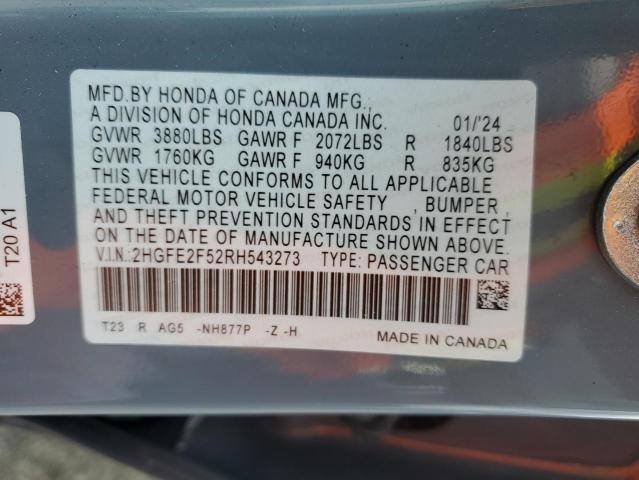 MFD.BY HONDA OF CANADA MFG.,
A DIVISION OF HONDA CANADA INC. 01/'24
GVWR 3880LBS GAWR F 2072LBS R 1840LBS
GVWR 1760KG GAWR F 940KG R 835KG
THIS VEHICLE CONFORMS TO ALL APPLICABLE
FEDERAL MOTOR VEHICLE SAFETY , BUMPER ,
AND THEFT PREVENTION STANDARDS IN EFFECT
ON THE DATE OF MANUFACTURE SHOWN ABOVE.
V.I.N.:2HGFE2F52RH543273 TYPE: PASSENGER CAR
T23 R AG5 -NH877P -Z -H
MADE IN CANADA
T20 A1